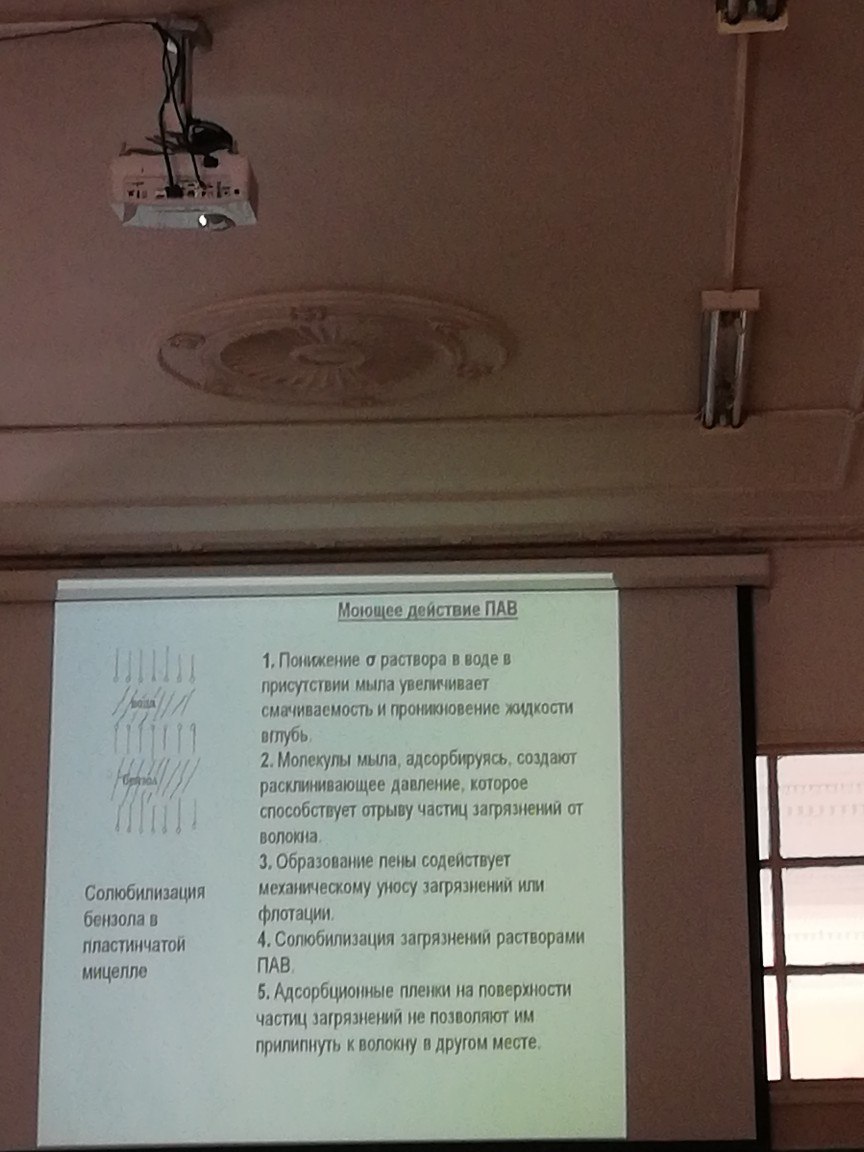 Моющее действие ПАВ
вода
бензол
Солюбилизация
бензола в
пластинчатой
мицелле
1. Понижение σ раствора в воде в
присутствии мыла увеличивает
смачиваемость и проникновение жидкости
вглубь.
2. Молекулы мыла, адсорбируясь, создают
расклинивающее давление, которое
способствует отрыву частиц загрязнений от
волокна.
3. Образование пены содействует
механическому уносу загрязнений или
флотации.
4. Солюбилизация загрязнений растворами
ПАВ.
5. Адсорбционные пленки на поверхности
частиц загрязнений не позволяют им
прилипнуть к волокну в другом месте.